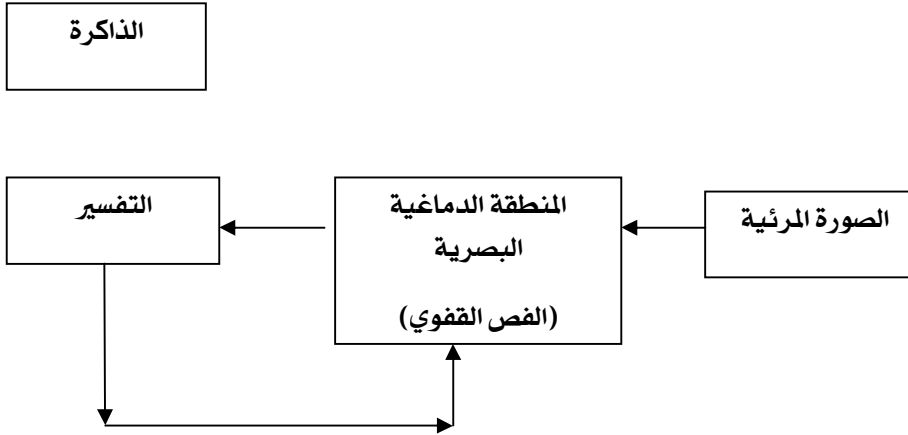 الذاكرة
الصورة المرئية
المنطقة الدماغية
البصرية
(الفص القفوي)
التفسير